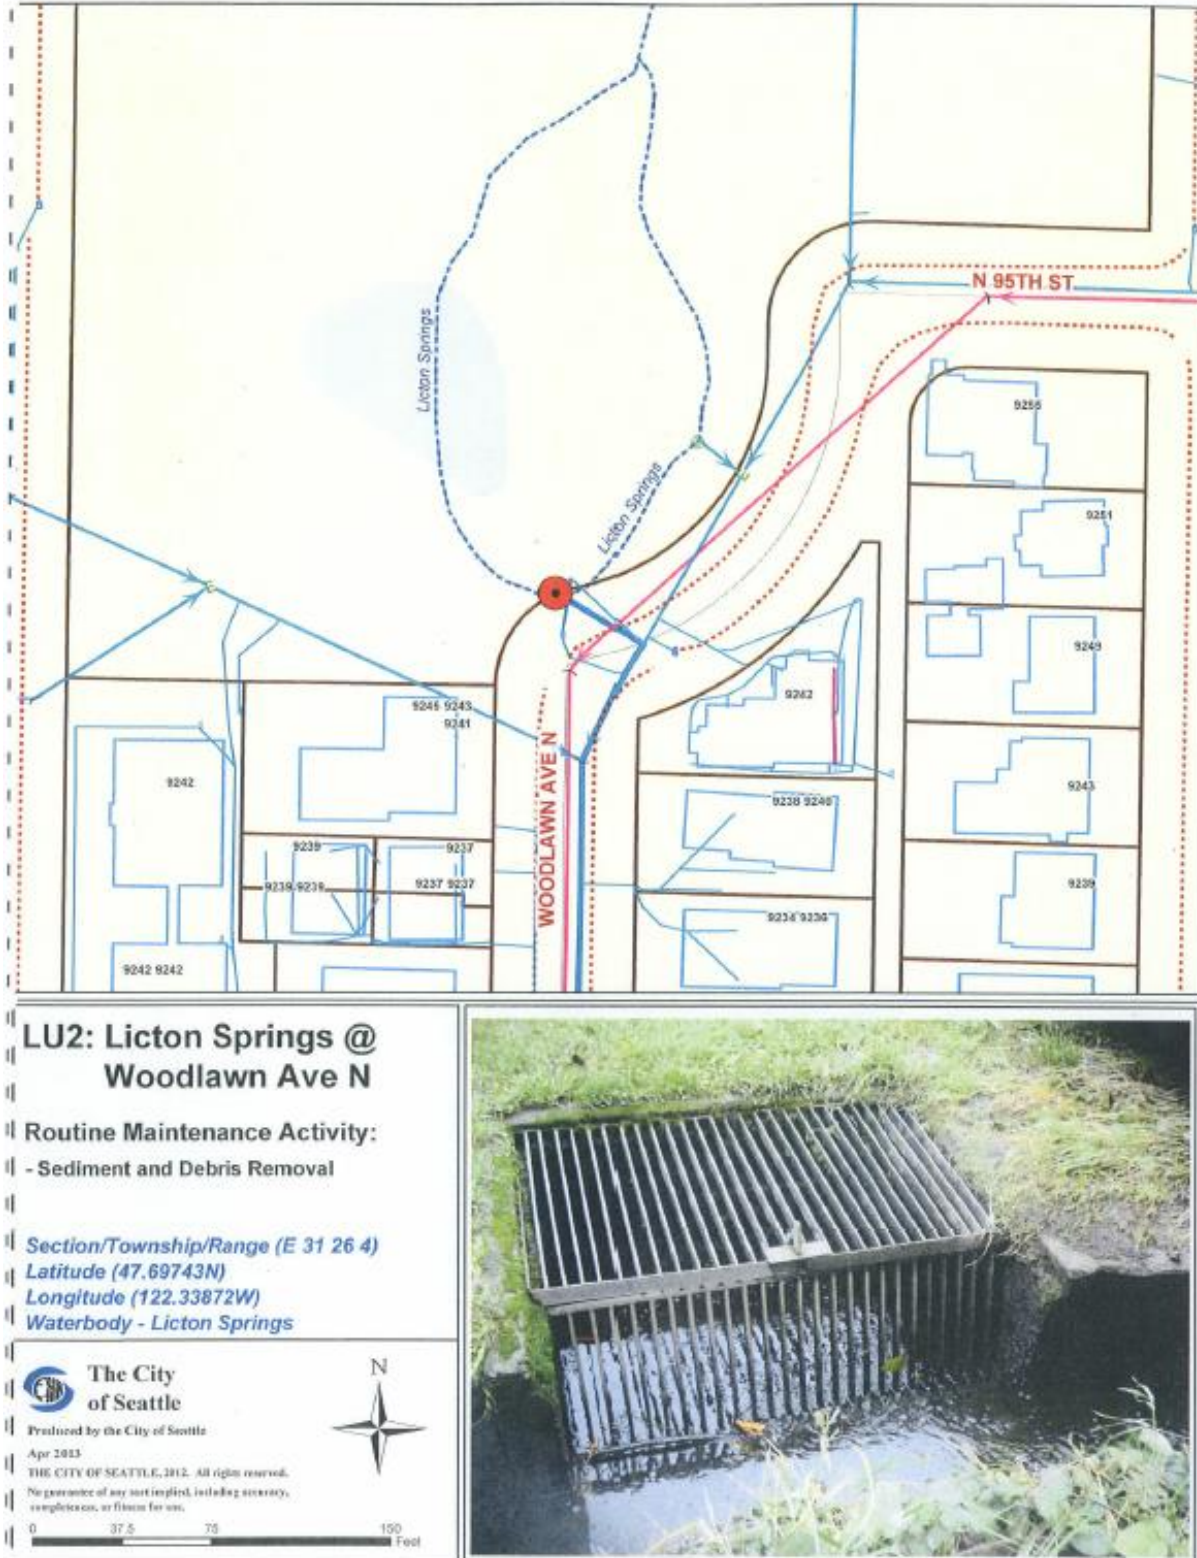 N 95TH ST
Licton Springs
9255
Licton Springs
9251
9249
9245 9243
9241
9242
WOODLAWN AVE N
9242
9238 9240
9243
9239
9237
9239 9239
9237 9237
9239
9234 9236
9242 9242
LU2: Licton Springs @
Woodlawn Ave N
Routine Maintenance Activity:
- Sediment and Debris Removal
Section/Township/Range (E 31 26 4)
Latitude (47.69743N)
Longitude (122.33872W)
Waterbody - Licton Springs
The City
of Seattle
N
Produced by the City of Seattle
Apr 2013
THE CITY OF SEATTLE, 2012. All rights reserved.
No guarantee of any sort implied, including accuracy,
completeness, or fitness for use.
0 37.5 75 150
Feet